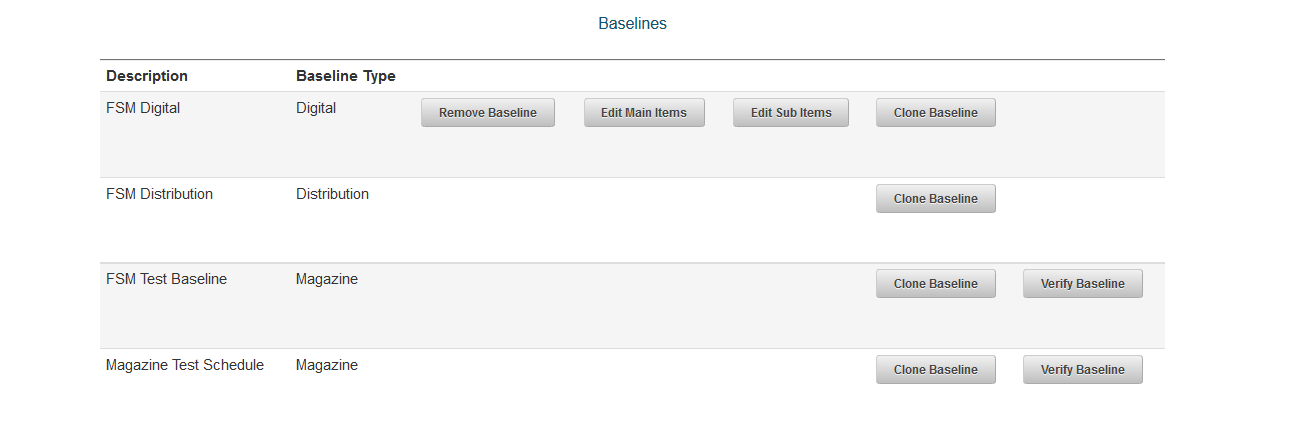 Baselines
Description Baseline Type
FSM Digital Digital Remove Baseline Edit Main Items Edit Sub Items Clone Baseline
FSM Distribution Distribution Clone Baseline
FSM Test Baseline Magazine Clone Baseline Verify Baseline
Magazine Test Schedule Magazine Clone Baseline Verify Baseline